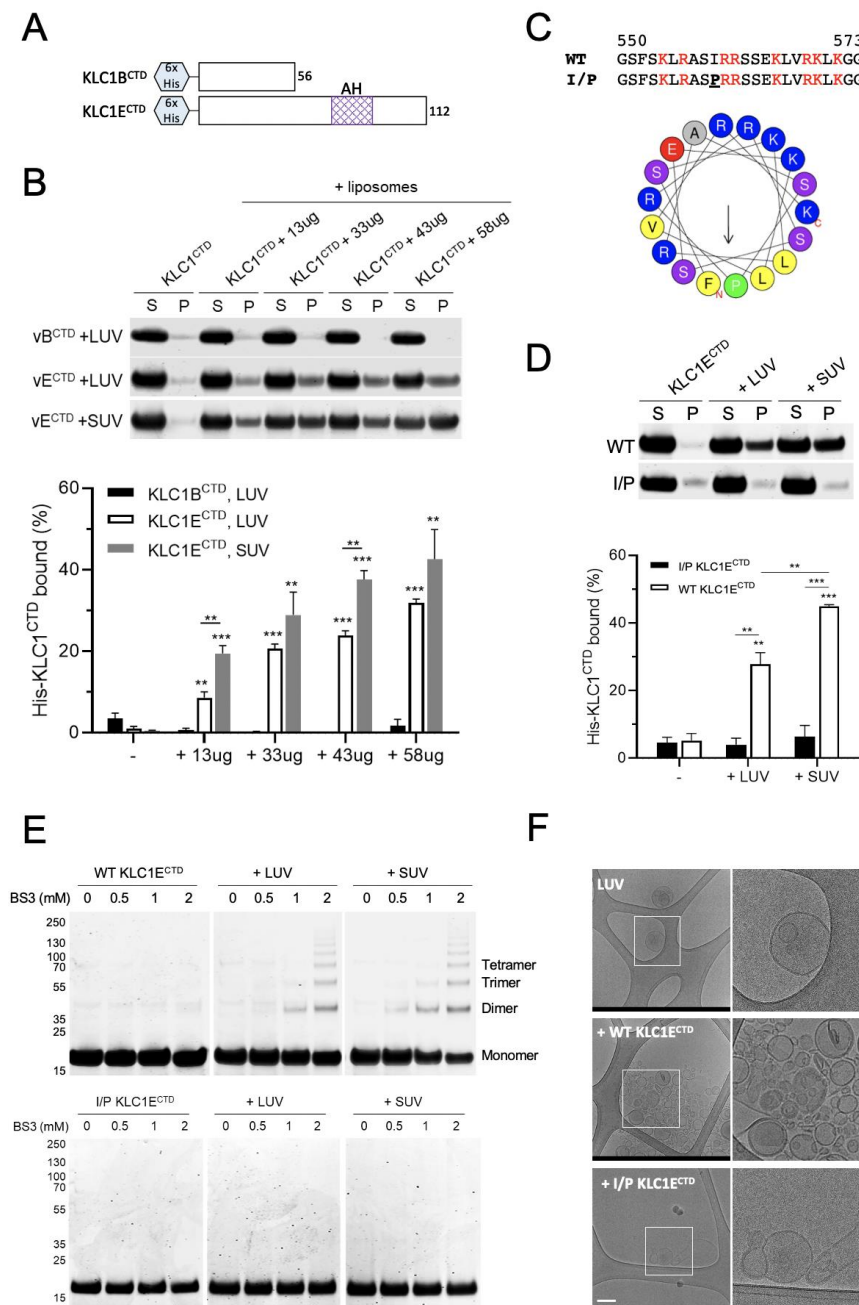 A
6x
His
KLC1B^CTD
56
AH
6x
His
KLC1E^CTD
112
B
+ liposomes
KLC1^CTD
KLC1^CTD + 13ug
KLC1^CTD + 33ug
KLC1^CTD + 43ug
KLC1^CTD + 58ug
S P S P S P S P S P
vB^CTD +LUV
vE^CTD +LUV
vE^CTD +SUV
His-KLC1^CTD bound (%)
60
40
20
0
KLC1B^CTD, LUV
KLC1E^CTD, LUV
KLC1E^CTD, SUV
** ** ***
*** **
** *** ***
*** **
- + 13ug + 33ug + 43ug + 58ug
C
550 573
WT GSFSKLRASIRRSSEKLVRKLKGG
I/P GSFSKLRASPRRSSEKLVRKLKGG
A R R K K S K C S L L P F N S R V R S E
D
KLC1E^CTD + LUV + SUV
S P S P S P
WT
I/P
His-KLC1^CTD bound (%)
60
40
20
0
I/P KLC1E^CTD
WT KLC1E^CTD
**
** **
*** ***
- + LUV + SUV
E
WT KLC1E^CTD + LUV + SUV
BS3 (mM) 0 0.5 1 2 0 0.5 1 2 0 0.5 1 2
250
130
100
70
55
35
25
15
Tetramer
Trimer
Dimer
Monomer
I/P KLC1E^CTD + LUV + SUV
BS3 (mM) 0 0.5 1 2 0 0.5 1 2 0 0.5 1 2
250
130
100
70
55
35
25
15
F
LUV
+ WT KLC1E^CTD
+ I/P KLC1E^CTD